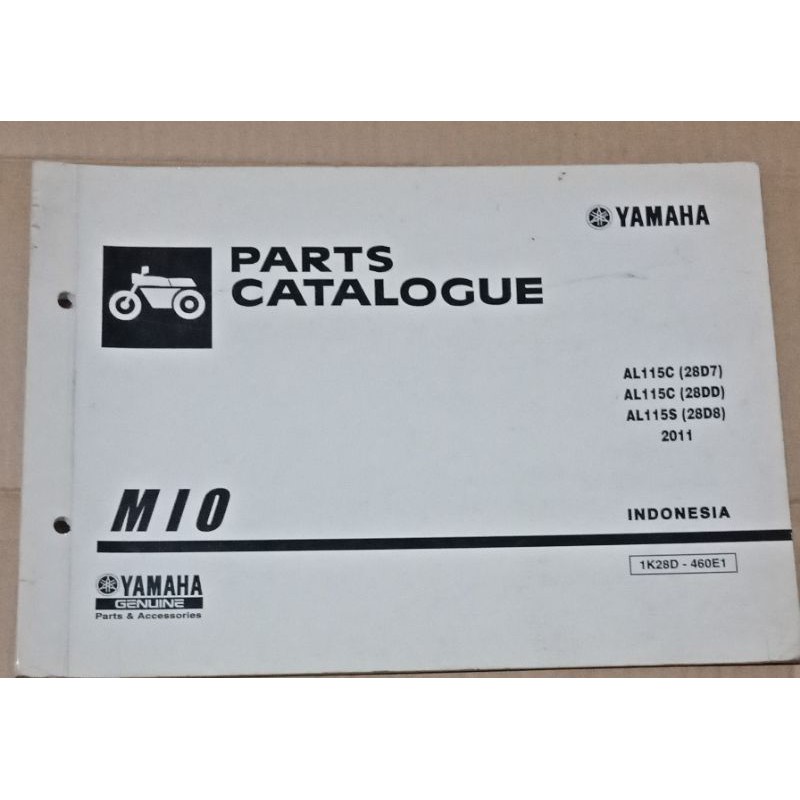 YAMAHA
PARTS
CATALOGUE
AL115C (28D7)
AL115C (28DD)
AL115S (28D8)
2011
MIO
INDONESIA
1K28D - 460E1
YAMAHA
GENUINE
Parts & Accessories